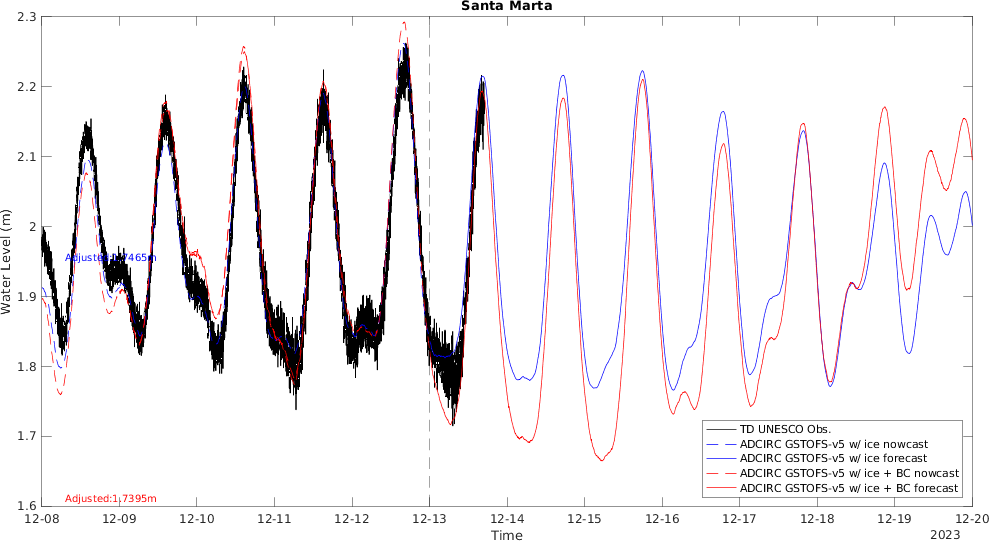 Santa Marta
Water Level (m)
2.3
2.2
2.1
2
1.9
1.8
1.7
1.6
Adjusted:1.7465m
Adjusted:1.7395m
TD UNESCO Obs.
ADCIRC GSTOFS-v5 w/ ice nowcast
ADCIRC GSTOFS-v5 w/ ice forecast
ADCIRC GSTOFS-v5 w/ ice + BC nowcast
ADCIRC GSTOFS-v5 w/ ice + BC forecast
12-08 12-09 12-10 12-11 12-12 12-13 12-14 12-15 12-16 12-17 12-18 12-19 12-20
Time
2023